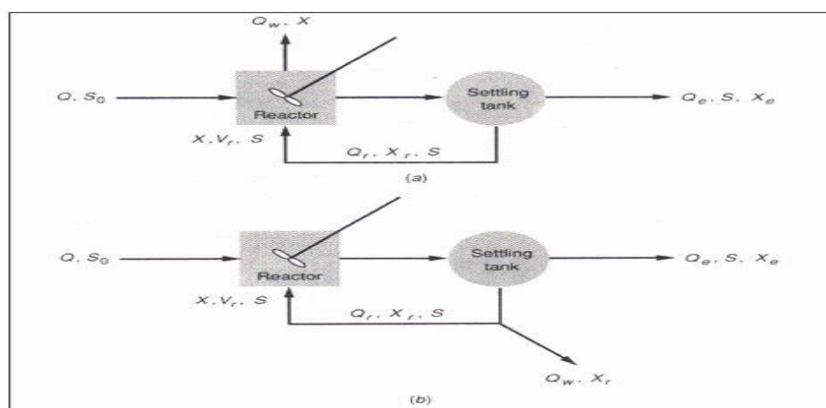 Q_w, X
Q, S_0
Reactor
Settling
tank
Q_e, S, X_e
X, V_r, S
Q_r, X_r, S
(a)
Q, S_0
Reactor
Settling
tank
Q_e, S, X_e
X, V_r, S
Q_r, X_r, S
Q_w, X_r
(b)